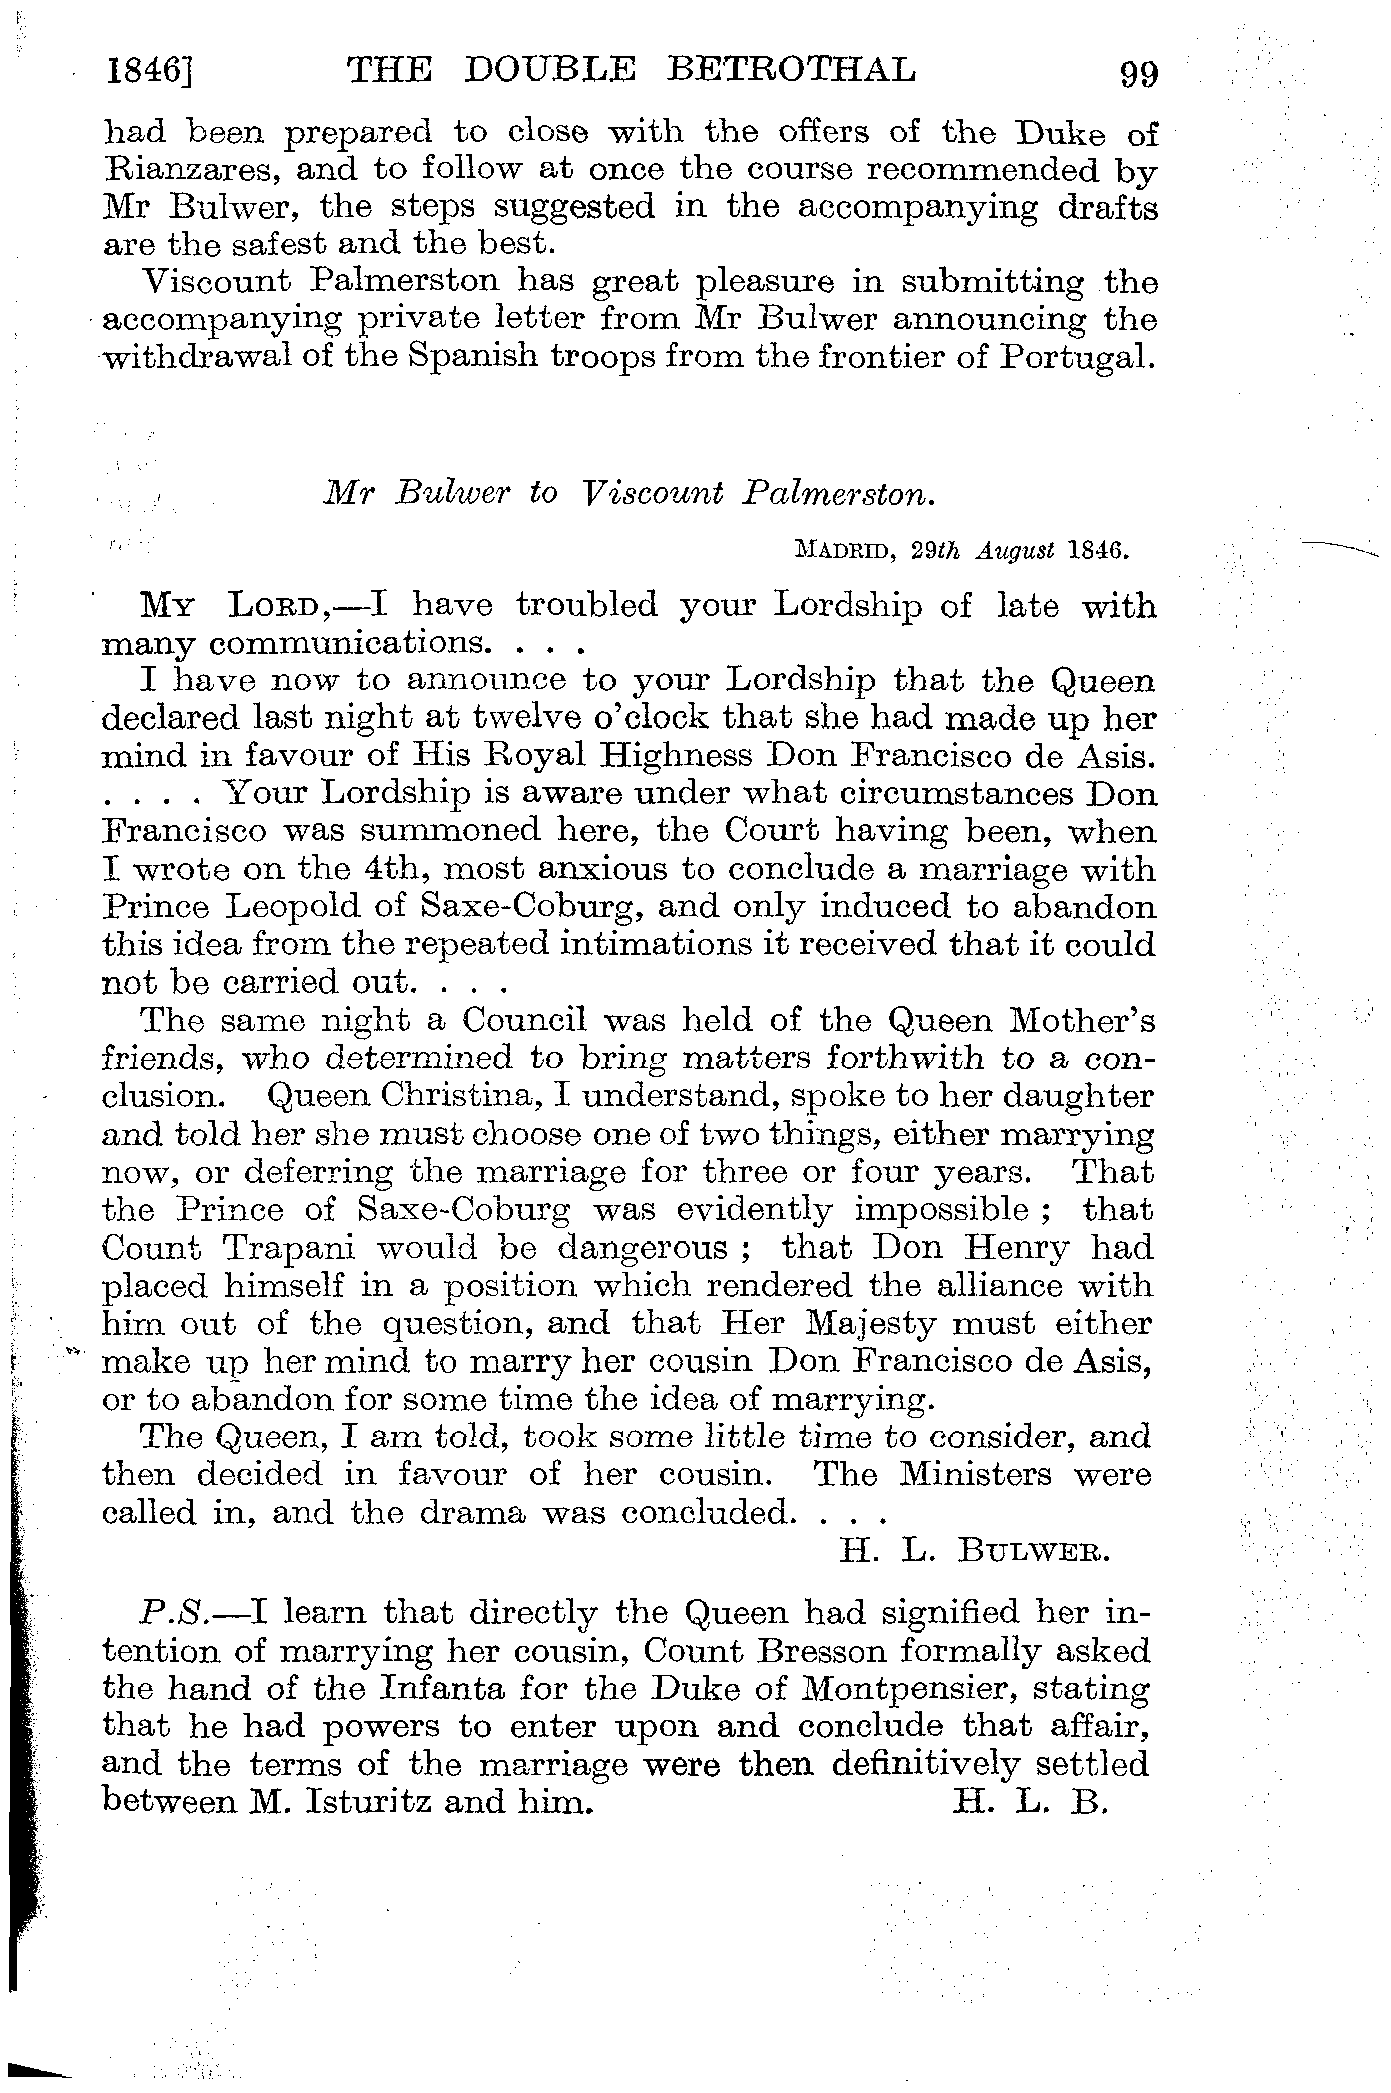 1846] THE DOUBLE BETROTHAL 99
had been prepared to close with the offers of the Duke of
Rianzares, and to follow at once the course recommended by
Mr Bulwer, the steps suggested in the accompanying drafts
are the safest and the best.
Viscount Palmerston has great pleasure in submitting the
accompanying private letter from Mr Bulwer announcing the
withdrawal of the Spanish troops from the frontier of Portugal.
Mr Bulwer to Viscount Palmerston.
MADRID, 29th August 1846.
MY LORD,—I have troubled your Lordship of late with
many communications. . . .
I have now to announce to your Lordship that the Queen
declared last night at twelve o'clock that she had made up her
mind in favour of His Royal Highness Don Francisco de Asis.
. . . . Your Lordship is aware under what circumstances Don
Francisco was summoned here, the Court having been, when
I wrote on the 4th, most anxious to conclude a marriage with
Prince Leopold of Saxe-Coburg, and only induced to abandon
this idea from the repeated intimations it received that it could
not be carried out. . . .
The same night a Council was held of the Queen Mother's
friends, who determined to bring matters forthwith to a con-
clusion. Queen Christina, I understand, spoke to her daughter
and told her she must choose one of two things, either marrying
now, or deferring the marriage for three or four years. That
the Prince of Saxe-Coburg was evidently impossible ; that
Count Trapani would be dangerous ; that Don Henry had
placed himself in a position which rendered the alliance with
him out of the question, and that Her Majesty must either
make up her mind to marry her cousin Don Francisco de Asis,
or to abandon for some time the idea of marrying.
The Queen, I am told, took some little time to consider, and
then decided in favour of her cousin. The Ministers were
called in, and the drama was concluded. . . .
H. L. BULWER.
P.S.—I learn that directly the Queen had signified her in-
tention of marrying her cousin, Count Bresson formally asked
the hand of the Infanta for the Duke of Montpensier, stating
that he had powers to enter upon and conclude that affair,
and the terms of the marriage were then definitively settled
between M. Isturitz and him. H. L. B.